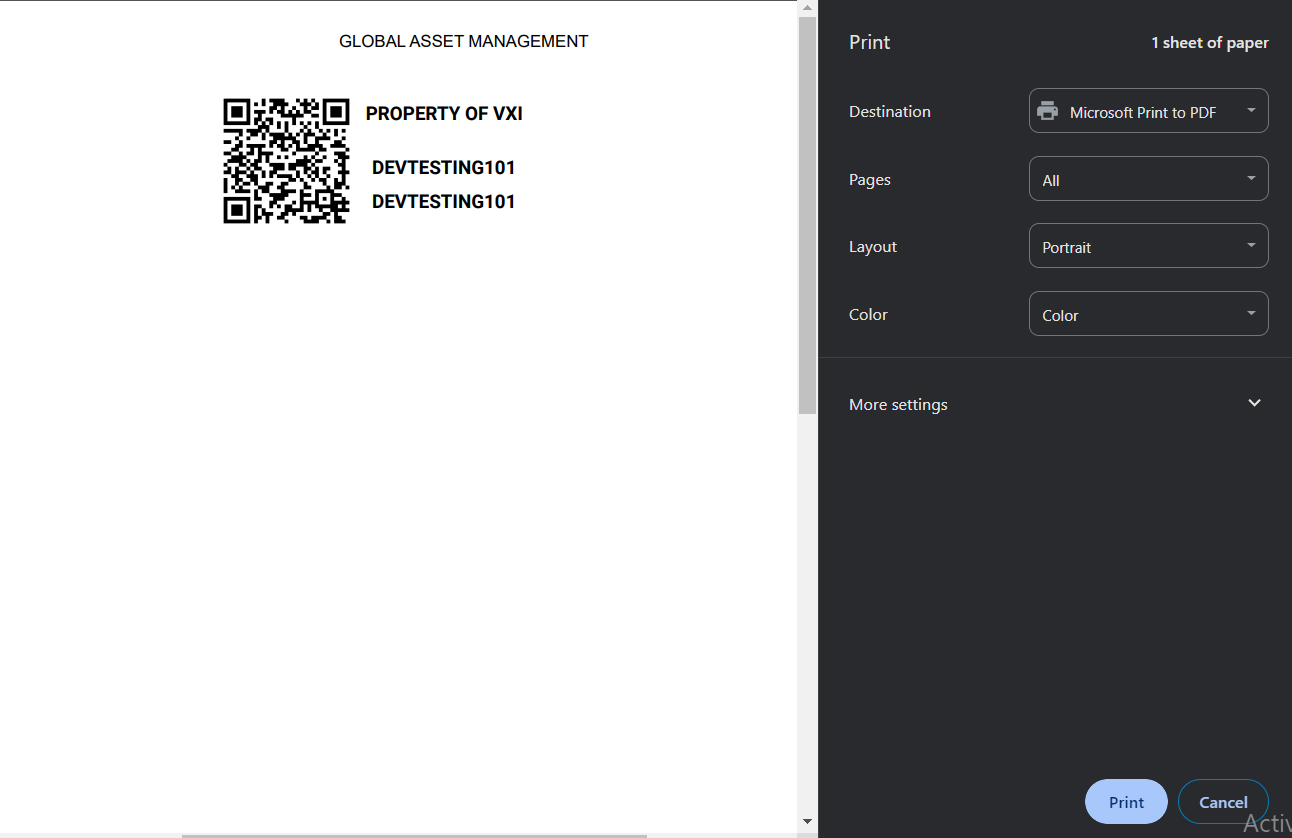 GLOBAL ASSET MANAGEMENT
PROPERTY OF VXI
DEVTESTING101
DEVTESTING101
Print
1 sheet of paper
Destination
Microsoft Print to PDF
Pages
All
Layout
Portrait
Color
Color
More settings
Print
Cancel